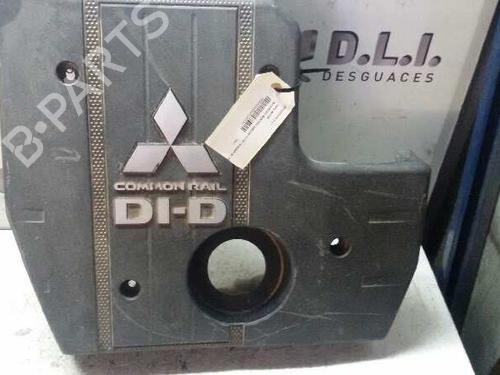 B-PARTS
D.L.I.
DESGUACES
COMMON RAIL
DI-D